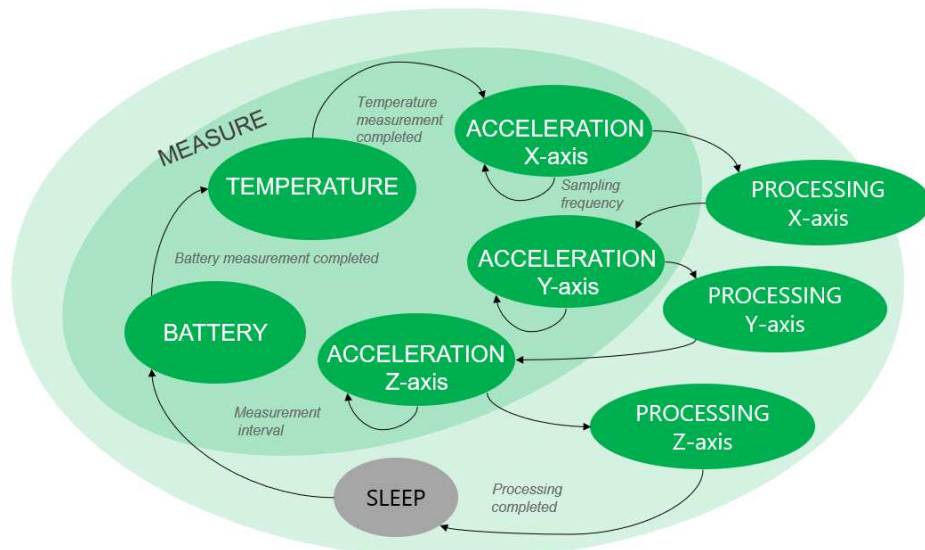 MEASURE
Temperature
measurement
completed
ACCELERATION
X-axis
TEMPERATURE
Sampling
frequency
PROCESSING
X-axis
Battery measurement completed
ACCELERATION
Y-axis
PROCESSING
Y-axis
BATTERY
ACCELERATION
Z-axis
Measurement
interval
PROCESSING
Z-axis
SLEEP
Processing
completed